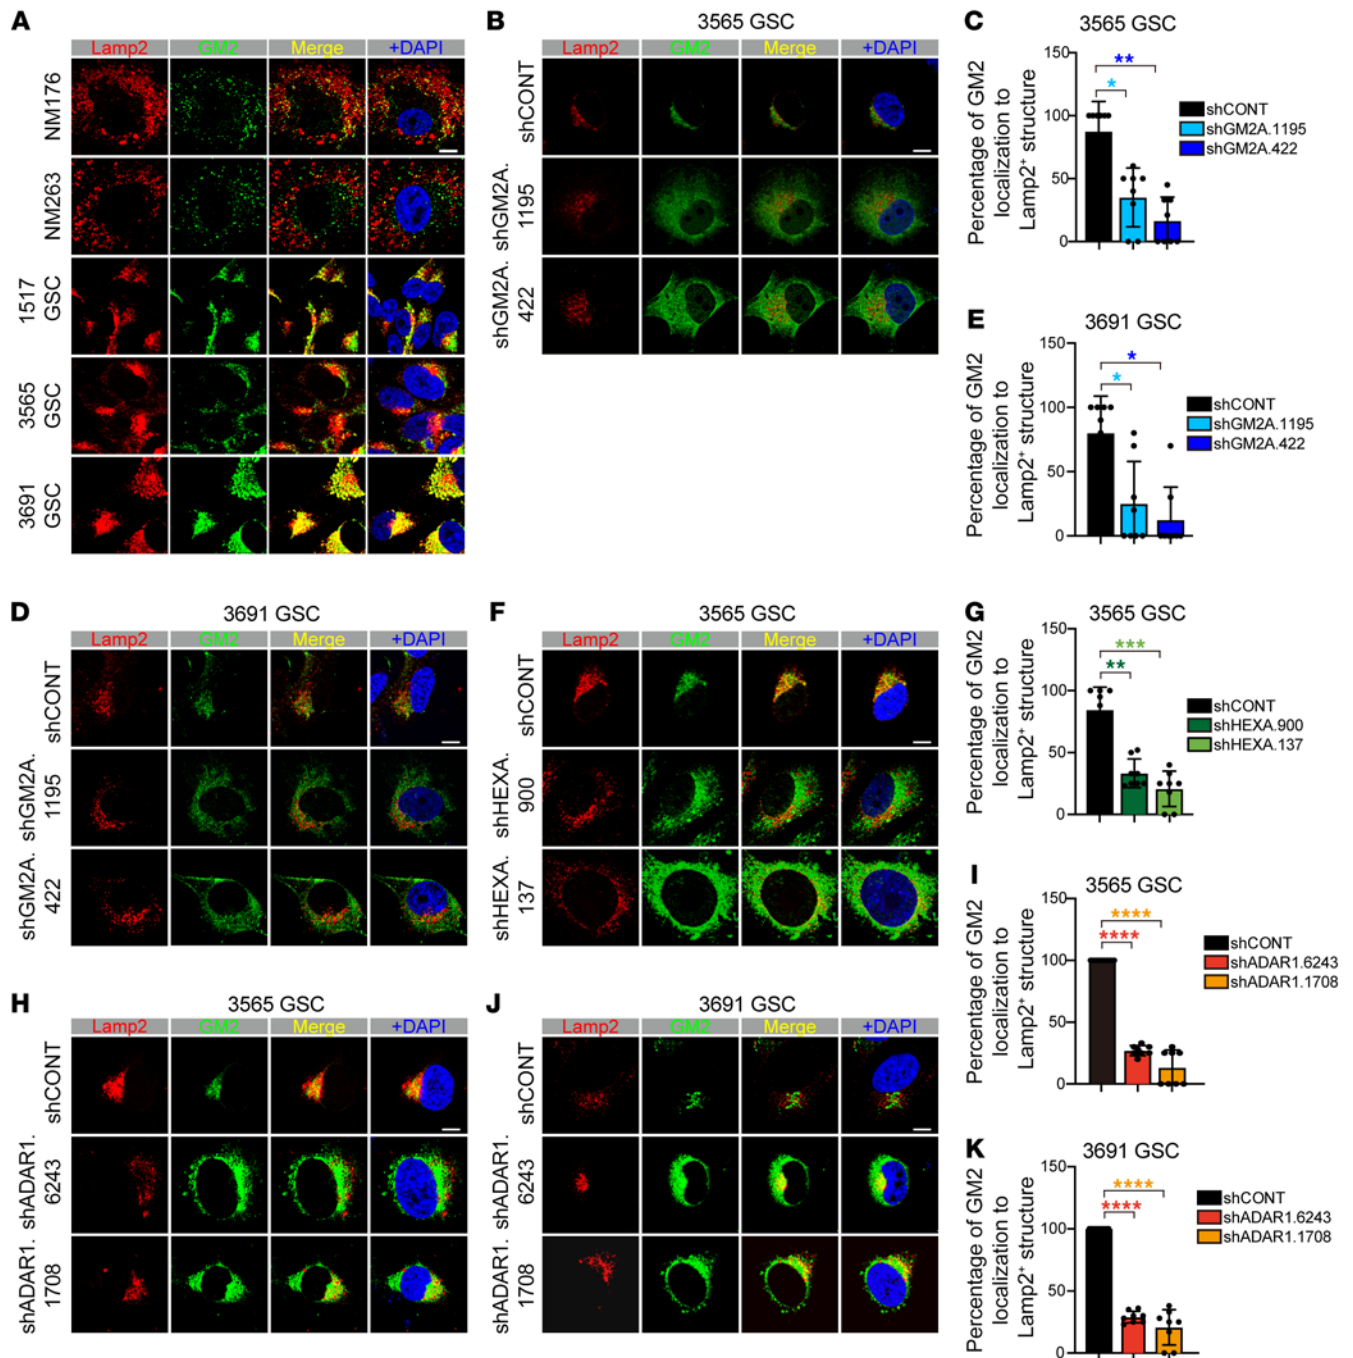 A
Lamp2 GM2 Merge +DAPI
NM176
NM263
1517
GSC
3565
GSC
3691
GSC
B
3565 GSC
Lamp2 GM2 Merge +DAPI
shCONT
shGM2A.
1195
shGM2A.
422
C
3565 GSC
Percentage of GM2
localization to
Lamp2+ structure
150
100
50
0
**
*
shCONT
shGM2A.1195
shGM2A.422
E
3691 GSC
Percentage of GM2
localization to
Lamp2+ structure
150
100
50
0
*
*
shCONT
shGM2A.1195
shGM2A.422
D
3691 GSC
Lamp2 GM2 Merge +DAPI
shCONT
shGM2A.
1195
shGM2A.
422
F
3565 GSC
Lamp2 GM2 Merge +DAPI
shCONT
shHEXA.
900
shHEXA.
137
G
3565 GSC
Percentage of GM2
localization to
Lamp2+ structure
150
100
50
0
***
**
shCONT
shHEXA.900
shHEXA.137
I
3565 GSC
Percentage of GM2
localization to
Lamp2+ structure
150
100
50
0
****
****
shCONT
shADAR1.6243
shADAR1.1708
H
3565 GSC
Lamp2 GM2 Merge +DAPI
shCONT
shADAR1.
6243
shADAR1.
1708
J
3691 GSC
Lamp2 GM2 Merge +DAPI
shCONT
shADAR1.
6243
shADAR1.
1708
K
3691 GSC
Percentage of GM2
localization to
Lamp2+ structure
150
100
50
0
****
****
shCONT
shADAR1.6243
shADAR1.1708